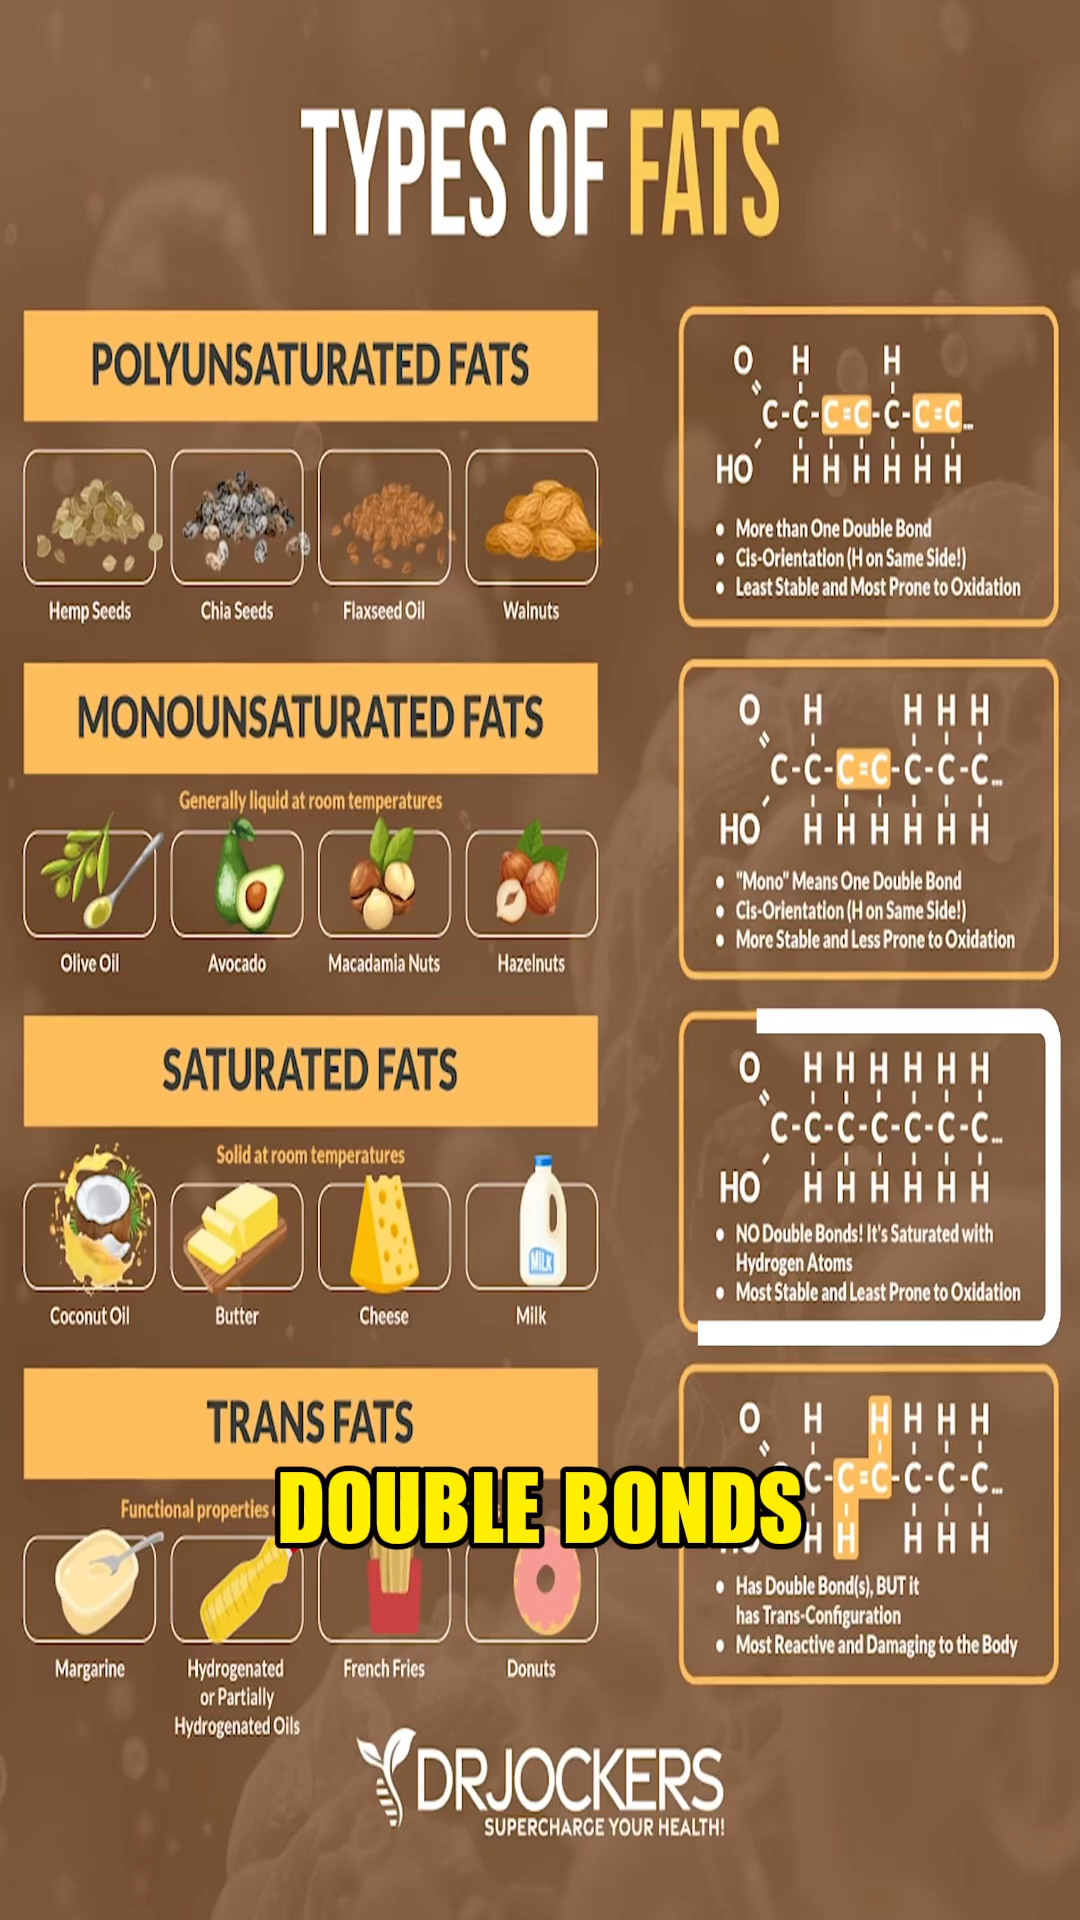 TYPES OF FATS
POLYUNSATURATED FATS
Hemp Seeds
Chia Seeds
Flaxseed Oil
Walnuts
O H H
C-C-C=C-C-C=C...
HO H H H H H H
• More than One Double Bond
• Cis-Orientation (H on Same Side!)
• Least Stable and Most Prone to Oxidation
MONOUNSATURATED FATS
Generally liquid at room temperatures
Olive Oil
Avocado
Macadamia Nuts
Hazelnuts
O H H H H
C-C-C=C-C-C-C...
HO H H H H H H
• "Mono" Means One Double Bond
• Cis-Orientation (H on Same Side!)
• More Stable and Less Prone to Oxidation
SATURATED FATS
Solid at room temperatures
Coconut Oil
Butter
Cheese
MILK
Milk
O H H H H H H
C-C-C-C-C-C-C...
HO H H H H H H
• NO Double Bonds! It's Saturated with
Hydrogen Atoms
• Most Stable and Least Prone to Oxidation
TRANS FATS
Functional properties
DOUBLE BONDS
Margarine
Hydrogenated
or Partially
Hydrogenated Oils
French Fries
Donuts
O H H H H H
C-C=C-C-C-C...
H H H H H
• Has Double Bond(s), BUT it
has Trans-Configuration
• Most Reactive and Damaging to the Body
DRJOCKERS
SUPERCHARGE YOUR HEALTH!